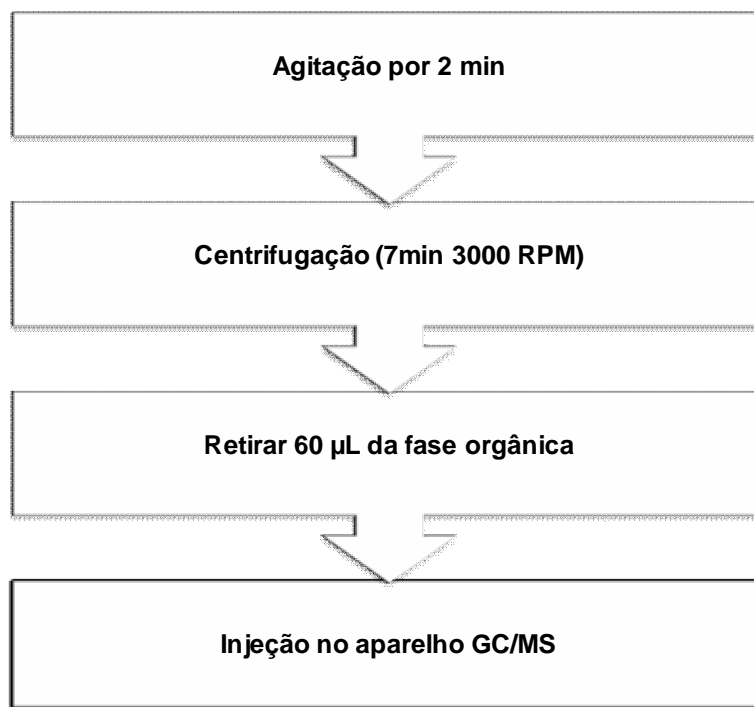 Agitação por 2 min
Centrifugação (7min 3000 RPM)
Retirar 60 µL da fase orgânica
Injeção no aparelho GC/MS